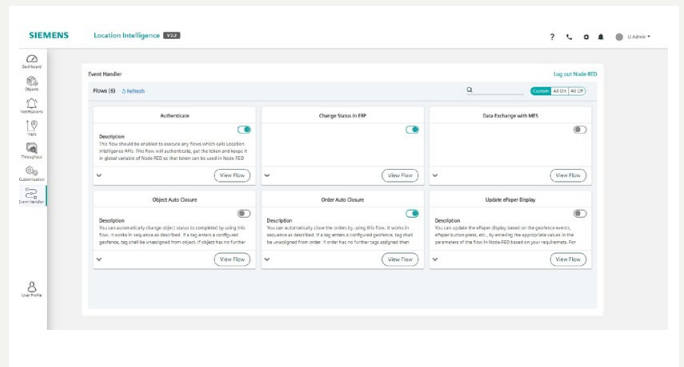 SIEMENS
Location Intelligence
? U Admin
Dashboard
Objects
Notifications
Tags
Throughput
Customization
Event Handler
User Profile
Event Handler
Log out Node-RED
Flows (6) Refresh
Custom All On All Off
Authenticate
Description
This flow should be enabled to execute any flows which calls Location
Intelligence APIs. This flow will authenticate, get the token and keeps it
in global variable of Node RED so that token can be used in Node RED
View Flow
Change Status in ERP
View Flow
Data Exchange with MES
View Flow
Object Auto Closure
Description
You can automatically change object status to completed by using this
flow. It works in sequence as described. If a tag enters a configured
geofence, tag shall be unassigned from object. If object has no further
View Flow
Order Auto Closure
Description
You can automatically close the orders by using this flow. It works in
sequence as described. If a tag enters a configured geofence, tag shall
be unassigned from order. If order has no further tags assigned then
View Flow
Update ePaper Display
Description
You can update the ePaper display based on the geofence events,
ePaper button press, etc., by entering the appropriate values in the
parameters of the flow in Node-RED based on your requirements. For
View Flow